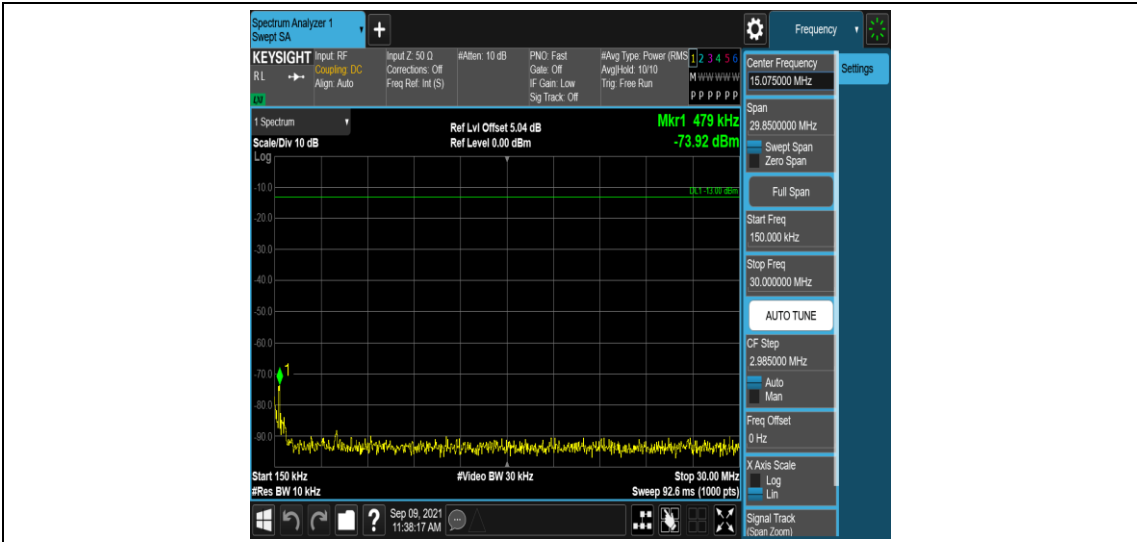 Spectrum Analyzer 1
Swept SA
Frequency
KEYSIGHT
RL
LXI
Input: RF
Coupling: DC
Align: Auto
Input Z: 50 Ω
Corrections: Off
Freq Ref: Int (S)
#Atten: 10 dB
PNO: Fast
Gate: Off
IF Gain: Low
Sig Track: Off
#Avg Type: Power (RMS
Avg|Hold: 10/10
Trig: Free Run
1 2 3 4 5 6
M W W W W W
P P P P P P
1 Spectrum
Scale/Div 10 dB
Log
Ref Lvl Offset 5.04 dB
Ref Level 0.00 dBm
Mkr1 479 kHz
-73.92 dBm
DL1 -13.00 dBm
-10.0
-20.0
-30.0
-40.0
-50.0
-60.0
-70.0
1
-80.0
-90.0
Start 150 kHz
#Res BW 10 kHz
#Video BW 30 kHz
Stop 30.00 MHz
Sweep 92.6 ms (1000 pts)
?
Sep 09, 2021
11:38:17 AM
Center Frequency
15.075000 MHz
Settings
Span
29.8500000 MHz
Swept Span
Zero Span
Full Span
Start Freq
150.000 kHz
Stop Freq
30.000000 MHz
AUTO TUNE
CF Step
2.985000 MHz
Auto
Man
Freq Offset
0 Hz
X Axis Scale
Log
Lin
Signal Track
(Span Zoom)